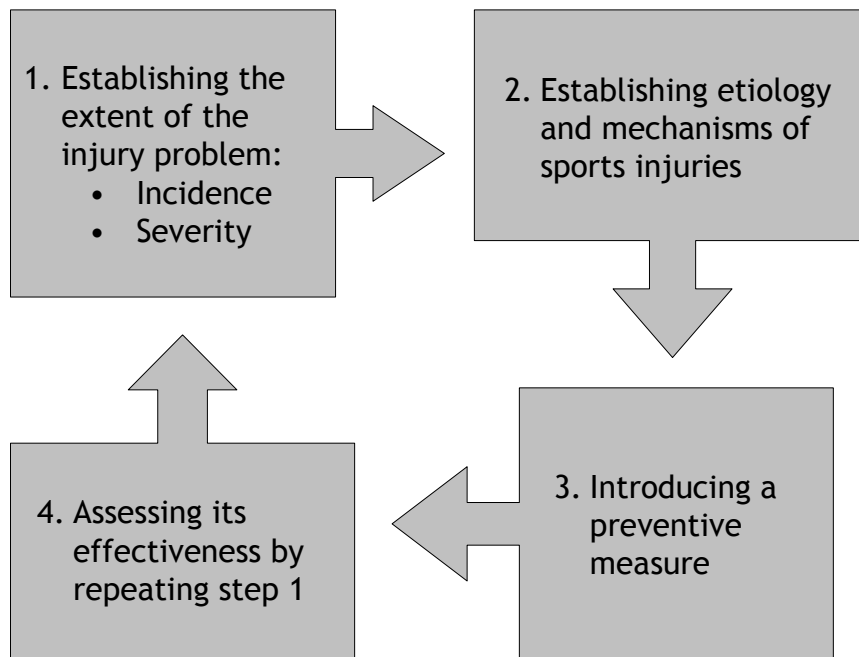 1. Establishing the
extent of the
injury problem:
• Incidence
• Severity
2. Establishing etiology
and mechanisms of
sports injuries
3. Introducing a
preventive
measure
4. Assessing its
effectiveness by
repeating step 1